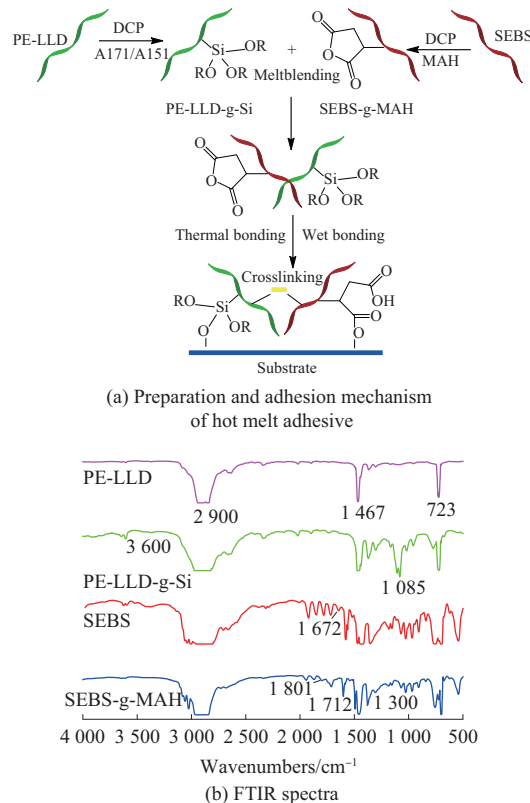 PE-LLD
DCP
A171/A151
Si
OR
RO
OR
+
Meltblending
O
O
O
DCP
MAH
SEBS
PE-LLD-g-Si
SEBS-g-MAH
O
O
O
Si
OR
RO
OR
Thermal bonding
Wet bonding
Crosslinking
RO
Si
OR
O
O
OH
O
O
Substrate
(a) Preparation and adhesion mechanism
of hot melt adhesive
PE-LLD
2 900
1 467
723
3 600
PE-LLD-g-Si
1 085
SEBS
1 672
SEBS-g-MAH
1 801
1 712
1 300
4 000 3 500 3 000 2 500 2 000 1 500 1 000 500
Wavenumbers/cm⁻¹
(b) FTIR spectra